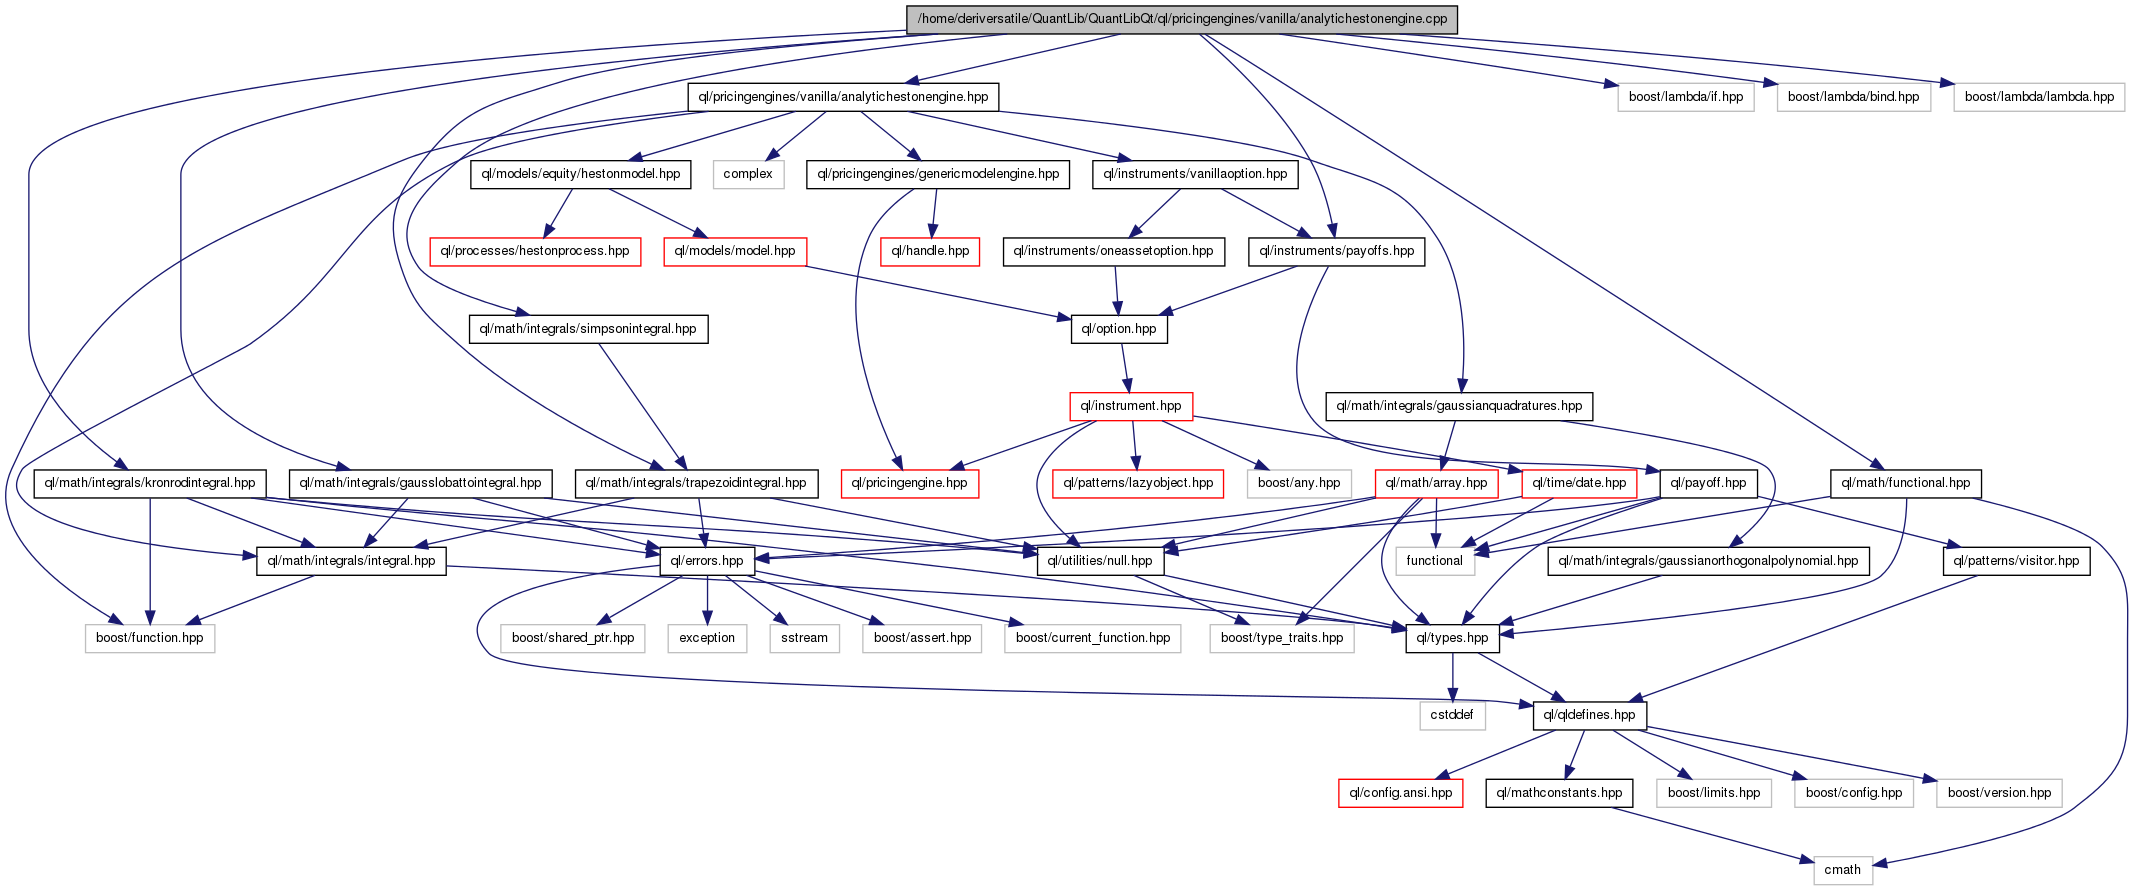 /home/deriversatile/QuantLib/QuantLibQt/ql/pricingengines/vanilla/analytichestonengine.cpp
ql/pricingengines/vanilla/analytichestonengine.hpp
boost/lambda/if.hpp
boost/lambda/bind.hpp
boost/lambda/lambda.hpp
ql/models/equity/hestonmodel.hpp
complex
ql/pricingengines/genericmodelengine.hpp
ql/instruments/vanillaoption.hpp
ql/processes/hestonprocess.hpp
ql/models/model.hpp
ql/handle.hpp
ql/instruments/oneassetoption.hpp
ql/instruments/payoffs.hpp
ql/math/integrals/simpsonintegral.hpp
ql/option.hpp
ql/instrument.hpp
ql/math/integrals/gaussianquadratures.hpp
ql/math/integrals/kronrodintegral.hpp
ql/math/integrals/gausslobattointegral.hpp
ql/math/integrals/trapezoidintegral.hpp
ql/pricingengine.hpp
ql/patterns/lazyobject.hpp
boost/any.hpp
ql/math/array.hpp
ql/time/date.hpp
ql/payoff.hpp
ql/math/functional.hpp
ql/math/integrals/integral.hpp
ql/errors.hpp
ql/utilities/null.hpp
functional
ql/math/integrals/gaussianorthogonalpolynomial.hpp
ql/patterns/visitor.hpp
boost/function.hpp
boost/shared_ptr.hpp
exception
sstream
boost/assert.hpp
boost/current_function.hpp
boost/type_traits.hpp
ql/types.hpp
cstddef
ql/qldefines.hpp
ql/config.ansi.hpp
ql/mathconstants.hpp
boost/limits.hpp
boost/config.hpp
boost/version.hpp
cmath